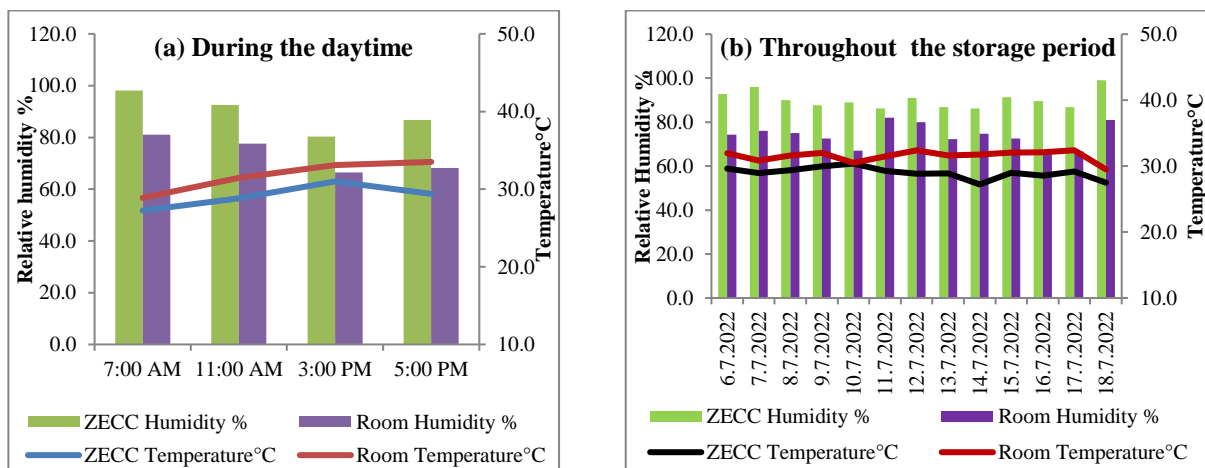 (a) During the daytime
Relative humidity %
120.0
100.0
80.0
60.0
40.0
20.0
0.0
Temperature°C
50.0
40.0
30.0
20.0
10.0
7:00 AM
11:00 AM
3:00 PM
5:00 PM
ZECC Humidity %
Room Humidity %
ZECC Temperature°C
Room Temperature°C
(b) Throughout the storage period
Relative Humidity %
120.0
100.0
80.0
60.0
40.0
20.0
0.0
Temperature°C
50.0
40.0
30.0
20.0
10.0
6.7.2022
7.7.2022
8.7.2022
9.7.2022
10.7.2022
11.7.2022
12.7.2022
13.7.2022
14.7.2022
15.7.2022
16.7.2022
17.7.2022
18.7.2022
ZECC Humidity %
Room Humidity %
ZECC Temperature°C
Room Temperature°C